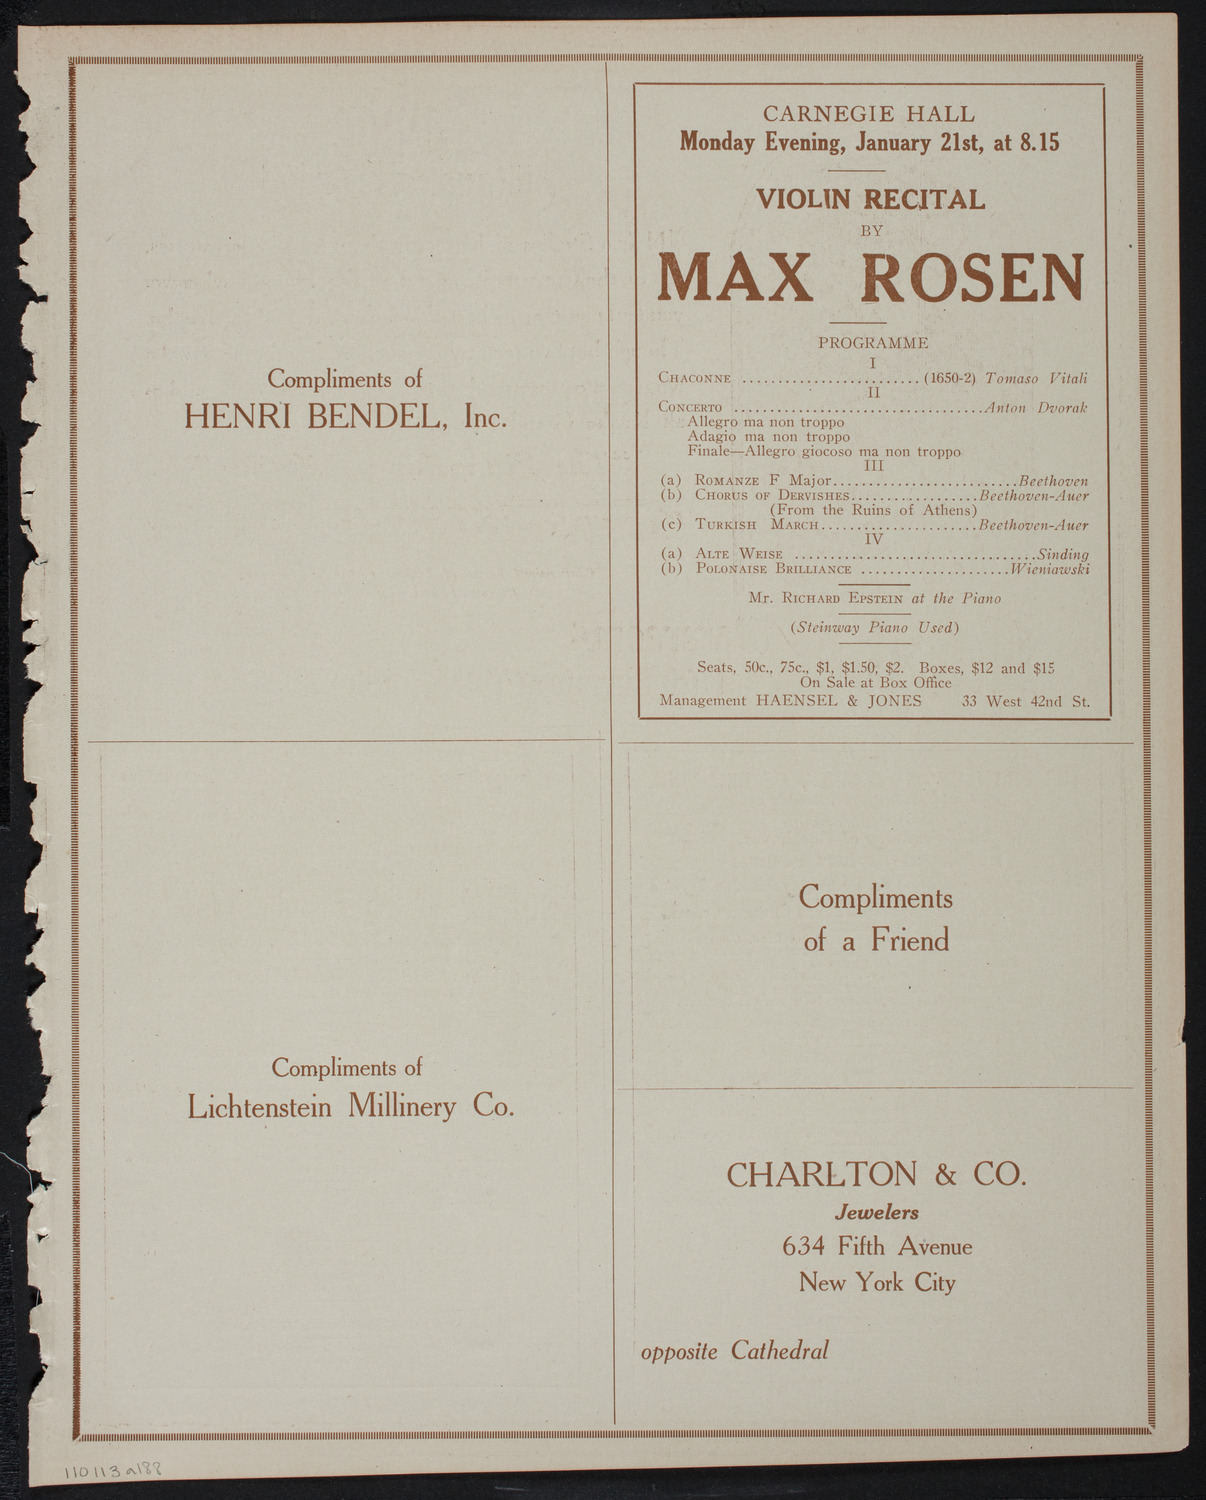 Compliments of
HENRI BENDEL, Inc.
Compliments of
Lichtenstein Millinery Co.
CARNEGIE HALL
Monday Evening, January 21st, at 8.15
VIOLIN RECITAL
BY
MAX ROSEN
PROGRAMME
I
CHACONNE ......................... (1650-2) Tomaso Vitali
II
CONCERTO ...................................Anton Dvorak
Allegro ma non troppo
Adagio ma non troppo
Finale—Allegro giocoso ma non troppo
III
(a) ROMANZE F Major..........................Beethoven
(b) CHORUS OF DERVISHES..................Beethoven-Auer
(From the Ruins of Athens)
(c) TURKISH MARCH......................Beethoven-Auer
IV
(a) ALTE WEISE ..................................Sinding
(b) POLONAISE BRILLIANCE .....................Wieniawski
Mr. RICHARD EPSTEIN at the Piano
(Steinway Piano Used)
Seats, 50c., 75c., $1, $1.50, $2. Boxes, $12 and $15
On Sale at Box Office
Management HAENSEL & JONES 33 West 42nd St.
Compliments
of a Friend
CHARLTON & CO.
Jewelers
634 Fifth Avenue
New York City
opposite Cathedral
110113a188